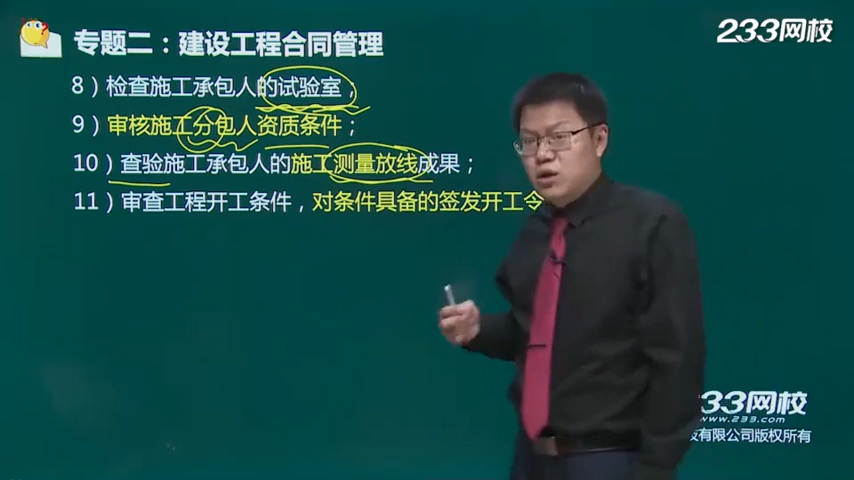 专题二：建设工程合同管理
233网校
8）检查施工承包人的试验室，
9）审核施工分包人资质条件；
10）查验施工承包人的施工测量放线成果；
11）审查工程开工条件，对条件具备的签发开工令
33网校
www.233.com
有限公司版权所有